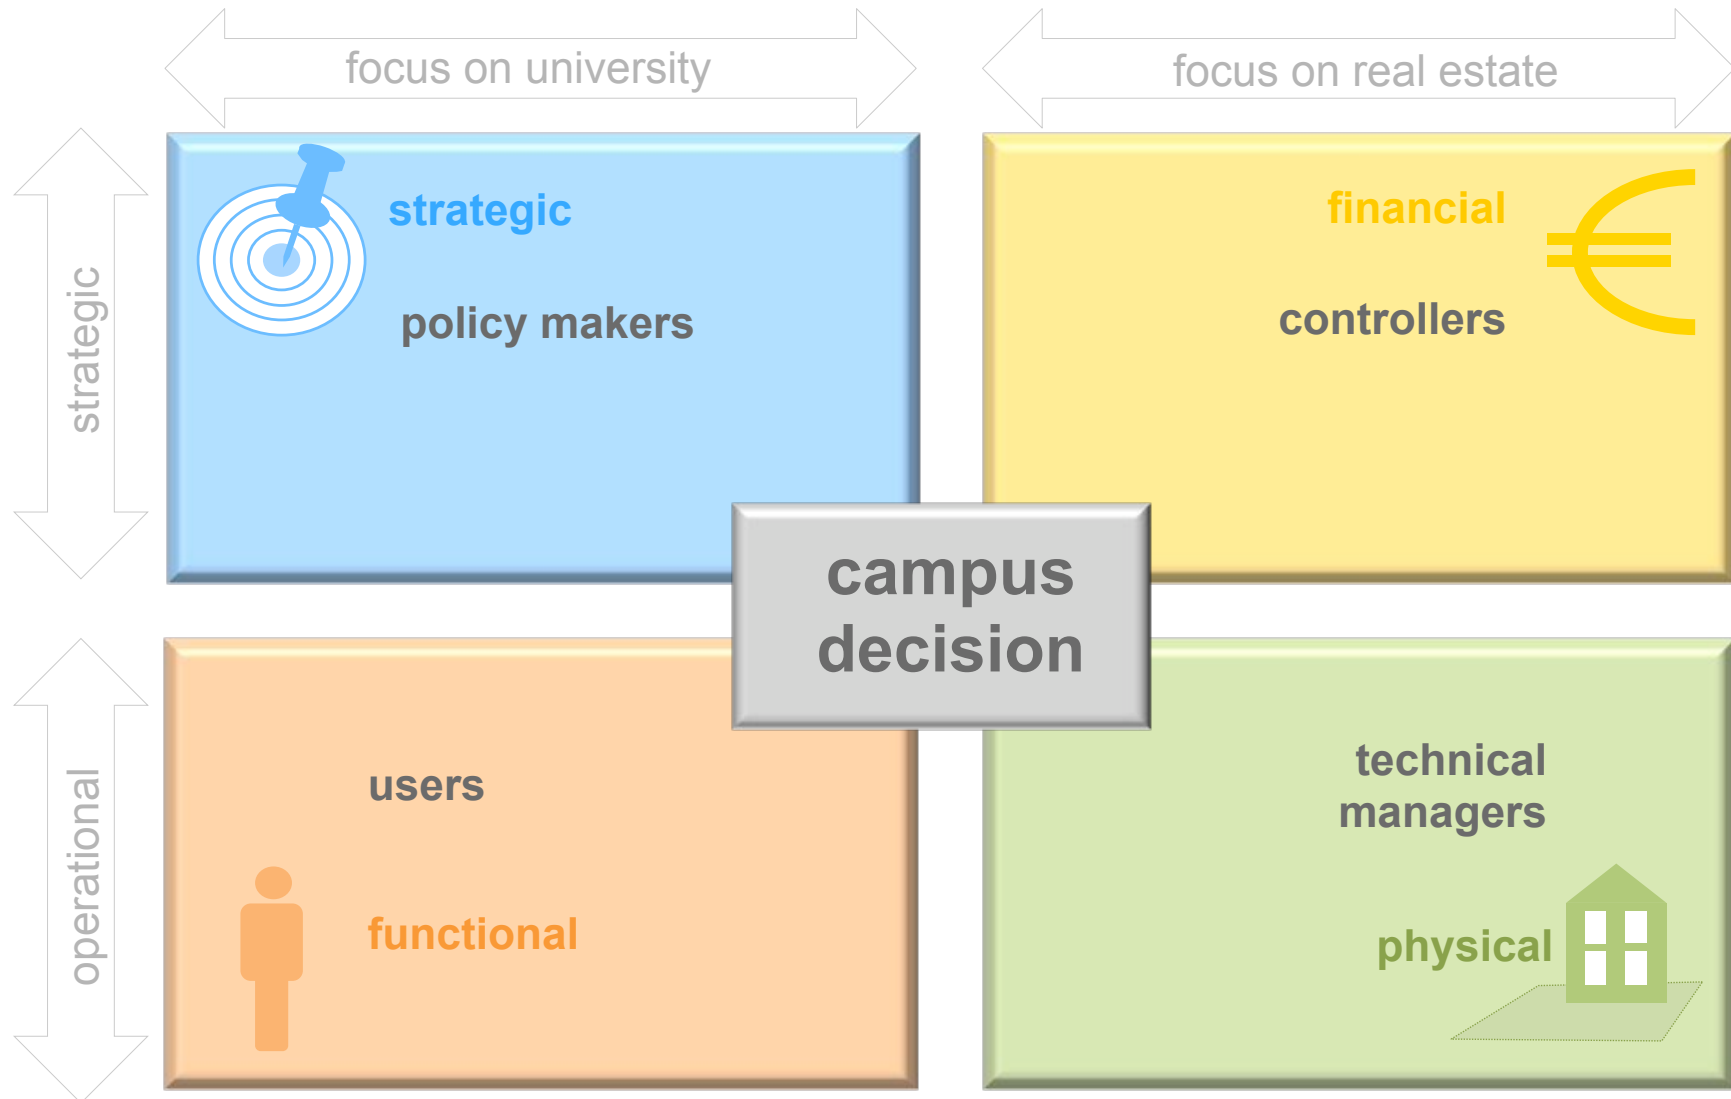 focus on university
focus on real estate
strategic
strategic
policy makers
financial
controllers
campus
decision
operational
users
functional
technical
managers
physical